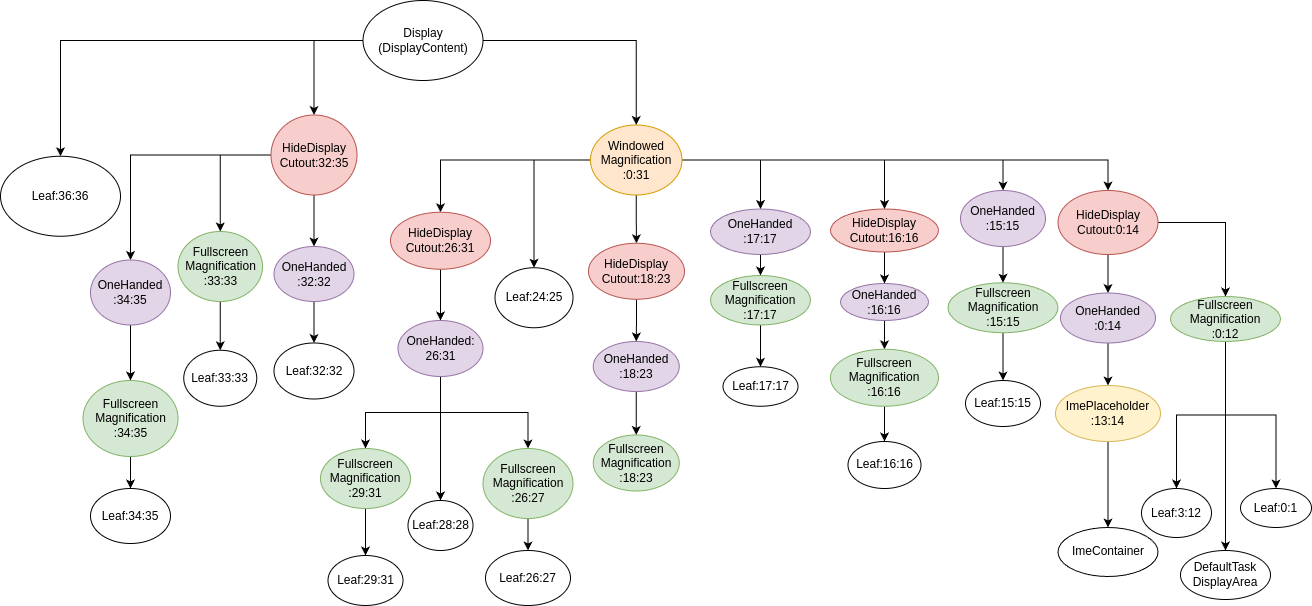 Display
(DisplayContent)
Leaf:36:36
HideDisplay
Cutout:32:35
OneHanded
:34:35
Fullscreen
Magnification
:34:35
Leaf:34:35
Fullscreen
Magnification
:33:33
Leaf:33:33
OneHanded
:32:32
Leaf:32:32
Windowed
Magnification
:0:31
HideDisplay
Cutout:26:31
OneHanded:
26:31
Fullscreen
Magnification
:29:31
Leaf:29:31
Leaf:28:28
Fullscreen
Magnification
:26:27
Leaf:26:27
Leaf:24:25
HideDisplay
Cutout:18:23
OneHanded
:18:23
Fullscreen
Magnification
:18:23
OneHanded
:17:17
Fullscreen
Magnification
:17:17
Leaf:17:17
HideDisplay
Cutout:16:16
OneHanded
:16:16
Fullscreen
Magnification
:16:16
Leaf:16:16
OneHanded
:15:15
Fullscreen
Magnification
:15:15
Leaf:15:15
HideDisplay
Cutout:0:14
OneHanded
:0:14
ImePlaceholder
:13:14
ImeContainer
Fullscreen
Magnification
:0:12
Leaf:3:12
DefaultTask
DisplayArea
Leaf:0:1